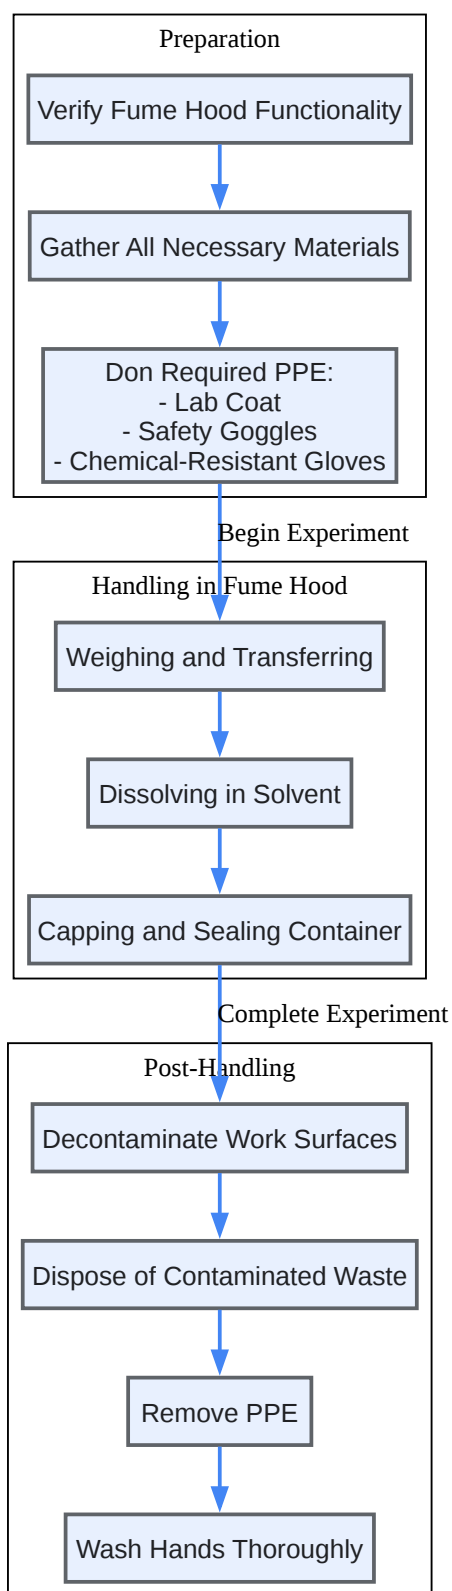 Preparation
Verify Fume Hood Functionality
Gather All Necessary Materials
Don Required PPE:
- Lab Coat
- Safety Goggles
- Chemical-Resistant Gloves
Begin Experiment
Handling in Fume Hood
Weighing and Transferring
Dissolving in Solvent
Capping and Sealing Container
Complete Experiment
Post-Handling
Decontaminate Work Surfaces
Dispose of Contaminated Waste
Remove PPE
Wash Hands Thoroughly